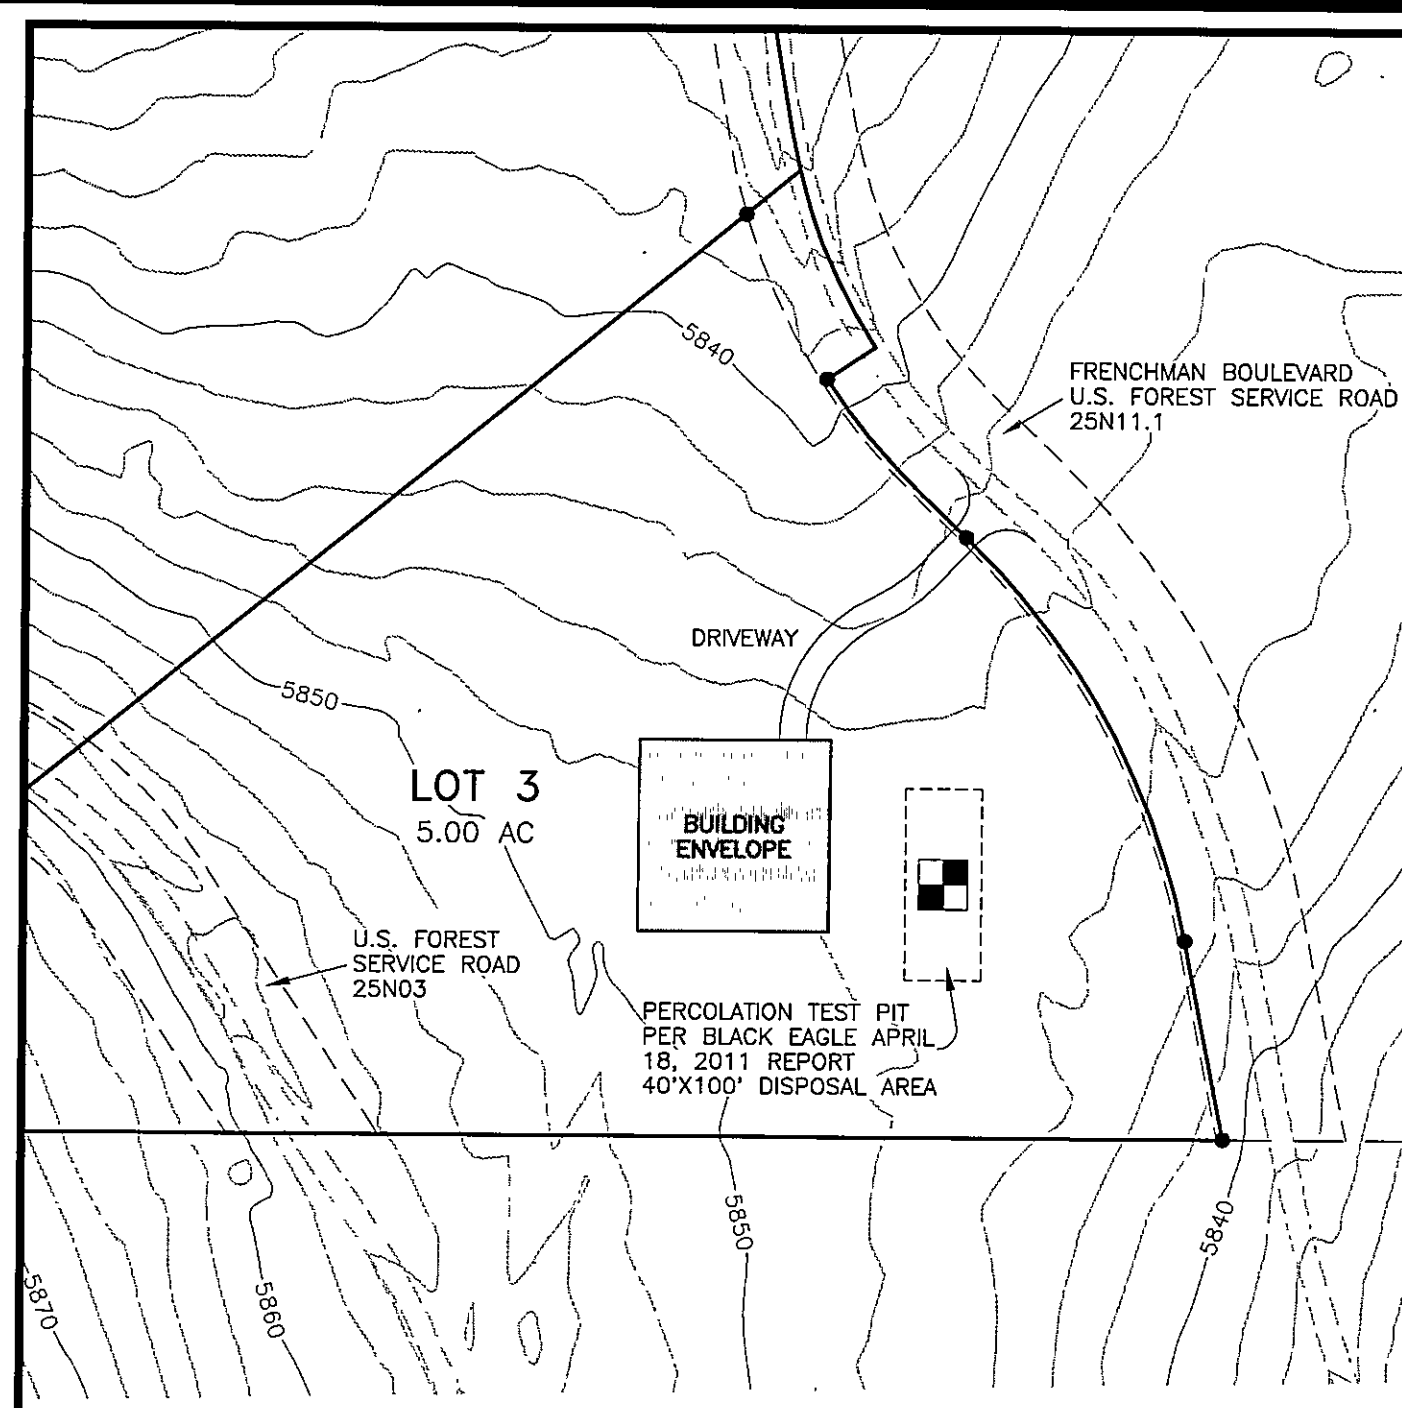 5840
FRENCHMAN BOULEVARD
U.S. FOREST SERVICE ROAD
25N11.1
DRIVEWAY
5850
LOT 3
5.00 AC
BUILDING
ENVELOPE
U.S. FOREST
SERVICE ROAD
25N03
PERCOLATION TEST PIT
PER BLACK EAGLE APRIL
18, 2011 REPORT
40'X100' DISPOSAL AREA
5850
5840
5870
5860